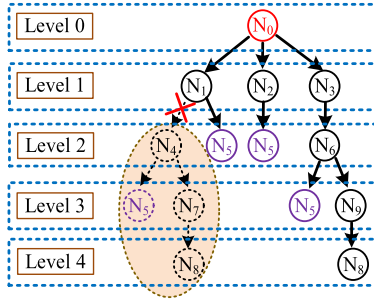 Level 0 N0
Level 1 N1 N2 N3
Level 2 N4 N5 N5 N6
Level 3 N5 N7 N5 N9
Level 4 N8 N8